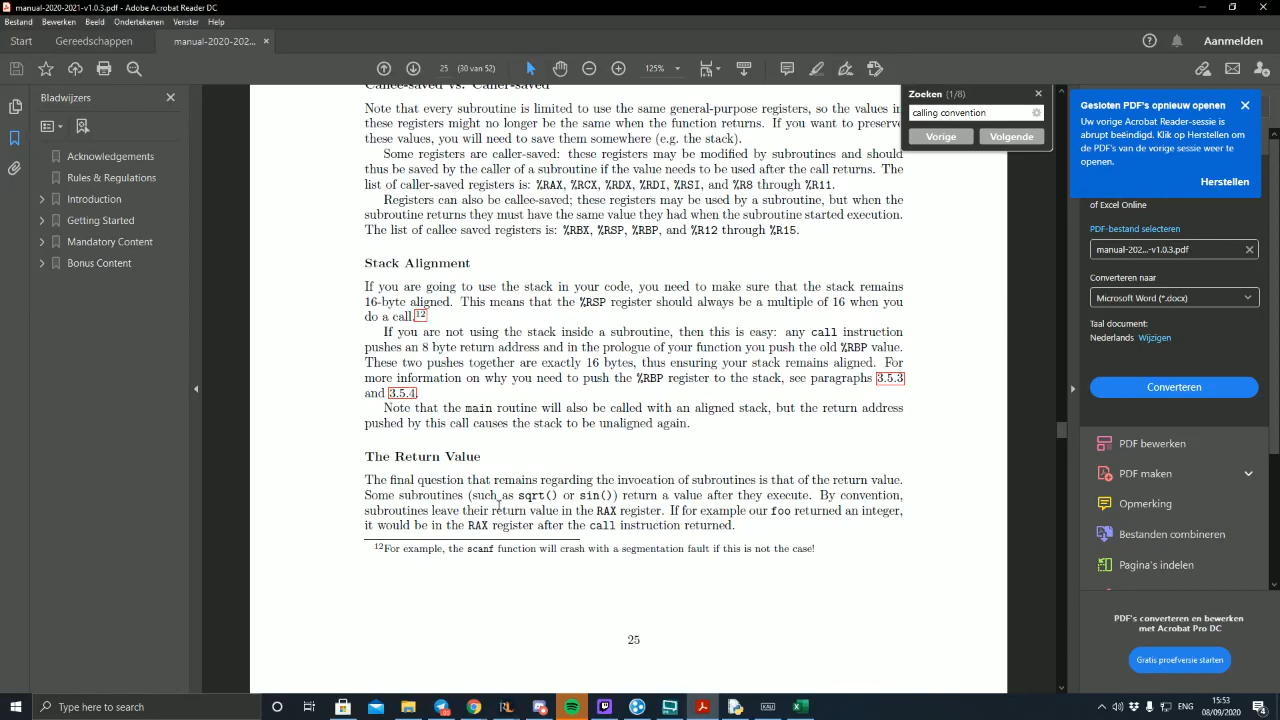 manual-2020-2021-v1.0.3.pdf - Adobe Acrobat Reader DC
Bestand Bewerken Beeld Ondertekenen Venster Help
Start Gereedschappen manual-2020-202... × Aanmelden
25 (30 van 52) 125%
Bladwijzers
Acknowledgements
Rules & Regulations
Introduction
Getting Started
Mandatory Content
Bonus Content
Callee-saved vs. Caller-saved
Note that every subroutine is limited to use the same general-purpose registers, so the values in
these registers might no longer be the same when the function returns. If you want to preserve
these values, you will need to save them somewhere (e.g. the stack).
Some registers are caller-saved: these registers may be modified by subroutines and should
thus be saved by the caller of a subroutine if the value needs to be used after the call returns. The
list of caller-saved registers is: %RAX, %RCX, %RDX, %RDI, %RSI, and %R8 through %R11.
Registers can also be callee-saved; these registers may be used by a subroutine, but when the
subroutine returns they must have the same value they had when the subroutine started execution.
The list of callee saved registers is: %RBX, %RSP, %RBP, and %R12 through %R15.
Stack Alignment
If you are going to use the stack in your code, you need to make sure that the stack remains
16-byte aligned. This means that the %RSP register should always be a multiple of 16 when you
do a call.12
If you are not using the stack inside a subroutine, then this is easy: any call instruction
pushes an 8 byte return address and in the prologue of your function you push the old %RBP value.
These two pushes together are exactly 16 bytes, thus ensuring your stack remains aligned. For
more information on why you need to push the %RBP register to the stack, see paragraphs 3.5.3
and 3.5.4.
Note that the main routine will also be called with an aligned stack, but the return address
pushed by this call causes the stack to be unaligned again.
The Return Value
The final question that remains regarding the invocation of subroutines is that of the return value.
Some subroutines (such as sqrt() or sin()) return a value after they execute. By convention,
subroutines leave their return value in the RAX register. If for example our foo returned an integer,
it would be in the RAX register after the call instruction returned.
12For example, the scanf function will crash with a segmentation fault if this is not the case!
25
Zoeken (1/8)
calling convention
Vorige Volgende
Gesloten PDF's opnieuw openen
Uw vorige Acrobat Reader-sessie is
abrupt beëindigd. Klik op Herstellen om
de PDF's van de vorige sessie weer te
openen.
Herstellen
of Excel Online
PDF-bestand selecteren
manual-202...-v1.0.3.pdf
Converteren naar
Microsoft Word (*.docx)
Taal document:
Nederlands Wijzigen
Converteren
PDF bewerken
PDF maken
Opmerking
Bestanden combineren
Pagina's indelen
PDF's converteren en bewerken
met Acrobat Pro DC
Gratis proefversie starten
Type here to search
15:53
08/09/2020